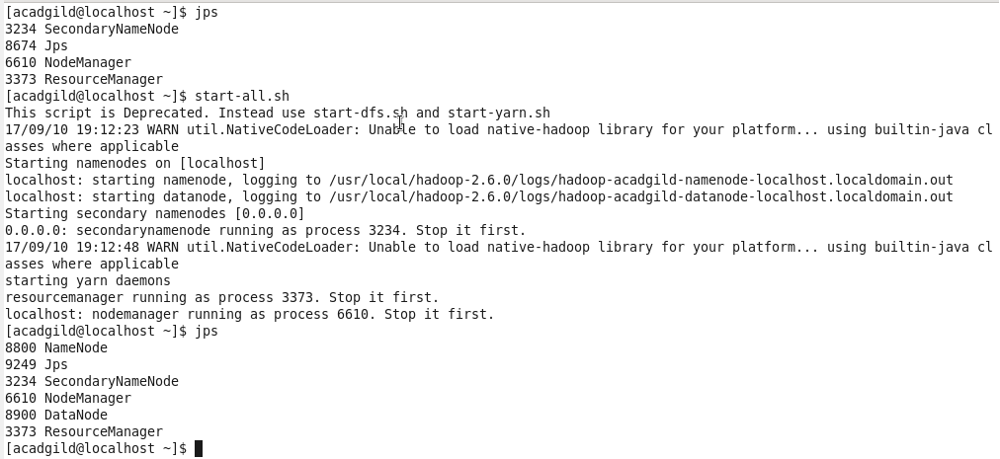 [acadgild@localhost ~]$ jps
3234 SecondaryNameNode
8674 Jps
6610 NodeManager
3373 ResourceManager
[acadgild@localhost ~]$ start-all.sh
This script is Deprecated. Instead use start-dfs.sh and start-yarn.sh
17/09/10 19:12:23 WARN util.NativeCodeLoader: Unable to load native-hadoop library for your platform... using builtin-java cl
asses where applicable
Starting namenodes on [localhost]
localhost: starting namenode, logging to /usr/local/hadoop-2.6.0/logs/hadoop-acadgild-namenode-localhost.localdomain.out
localhost: starting datanode, logging to /usr/local/hadoop-2.6.0/logs/hadoop-acadgild-datanode-localhost.localdomain.out
Starting secondary namenodes [0.0.0.0]
0.0.0.0: secondarynamenode running as process 3234. Stop it first.
17/09/10 19:12:48 WARN util.NativeCodeLoader: Unable to load native-hadoop library for your platform... using builtin-java cl
asses where applicable
starting yarn daemons
resourcemanager running as process 3373. Stop it first.
localhost: nodemanager running as process 6610. Stop it first.
[acadgild@localhost ~]$ jps
8800 NameNode
9249 Jps
3234 SecondaryNameNode
6610 NodeManager
8900 DataNode
3373 ResourceManager
[acadgild@localhost ~]$